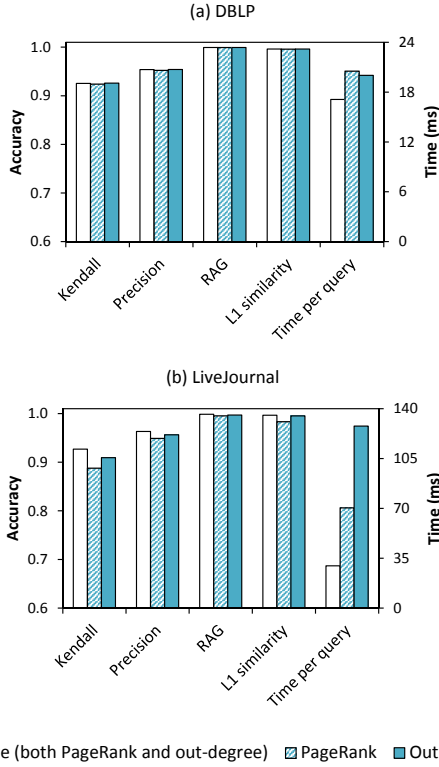 (a) DBLP
1.0
0.9
0.8
0.7
0.6
Accuracy
24
18
12
6
0
Time (ms)
Kendall
Precision
RAG
L1 similarity
Time per query
(b) LiveJournal
1.0
0.9
0.8
0.7
0.6
Accuracy
140
105
70
35
0
Time (ms)
Kendall
Precision
RAG
L1 similarity
Time per query
e (both PageRank and out-degree) PageRank Out